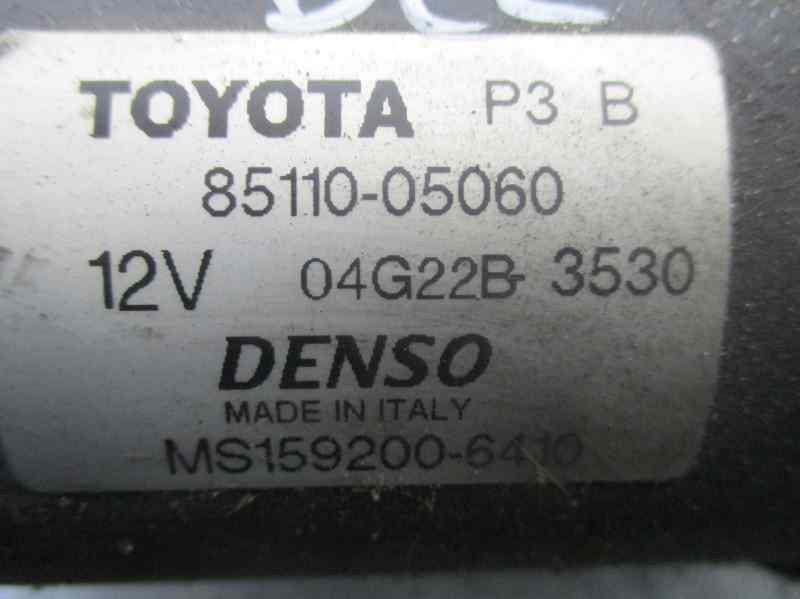 TOYOTA P3 B
85110-05060
12V 04G22B-3530
DENSO
MADE IN ITALY
MS159200-6410